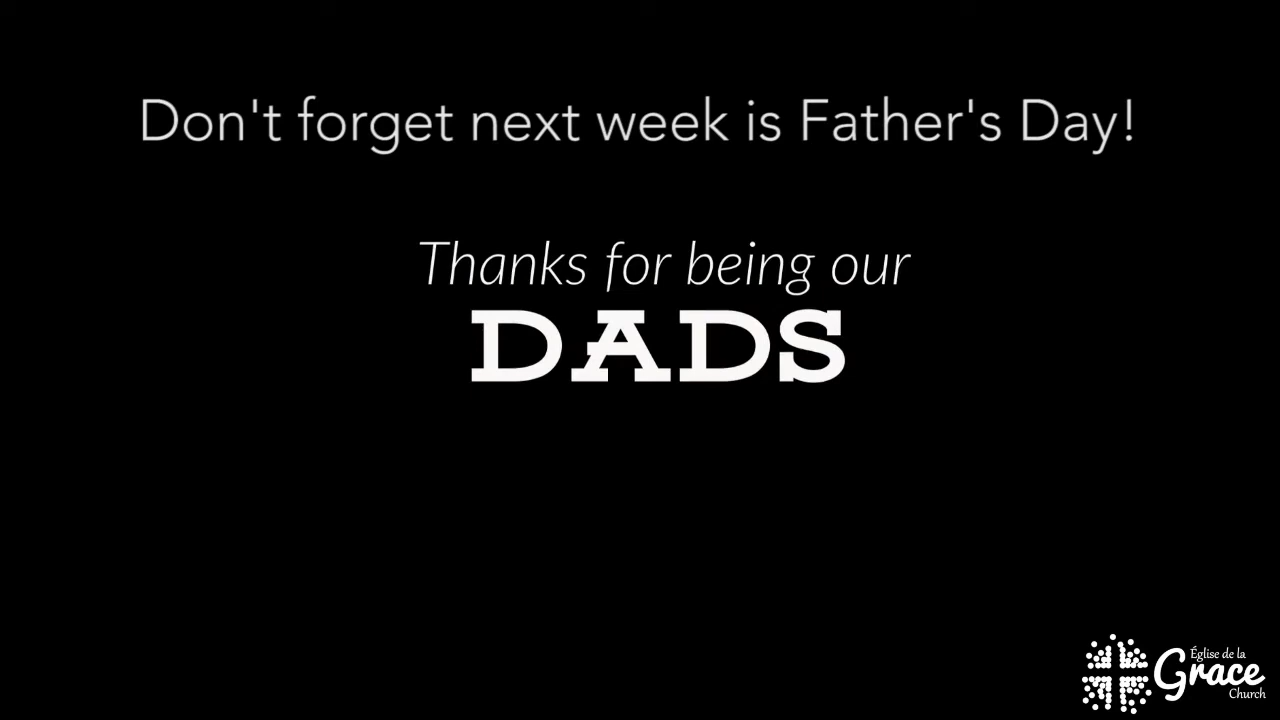 Don't forget next week is Father's Day!
Thanks for being our
DADS
Église de la
Grace
Church